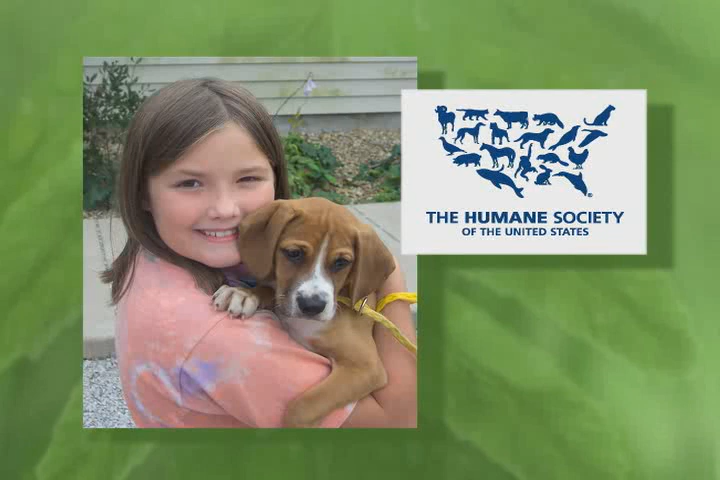 THE HUMANE SOCIETY
OF THE UNITED STATES
®